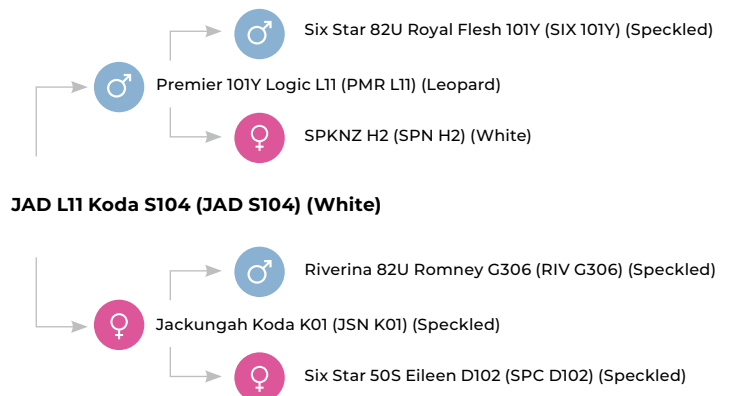 Six Star 82U Royal Flesh 101Y (SIX 101Y) (Speckled)
Premier 101Y Logic L11 (PMR L11) (Leopard)
SPKNZ H2 (SPN H2) (White)
JAD L11 Koda S104 (JAD S104) (White)
Riverina 82U Romney G306 (RIV G306) (Speckled)
Jackungah Koda K01 (JSN K01) (Speckled)
Six Star 50S Eileen D102 (SPC D102) (Speckled)